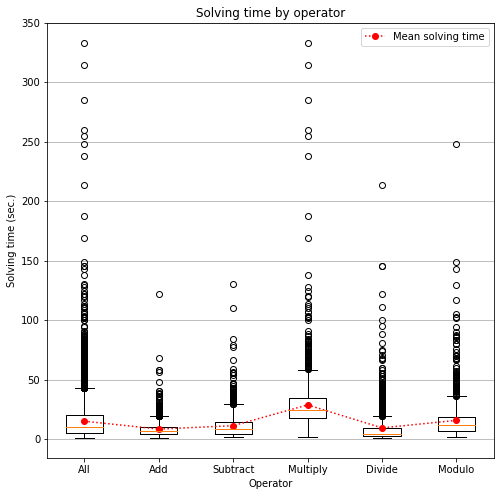 Solving time by operator
Mean solving time
Solving time (sec.)
350
300
250
200
150
100
50
0
All Add Subtract Multiply Divide Modulo
Operator